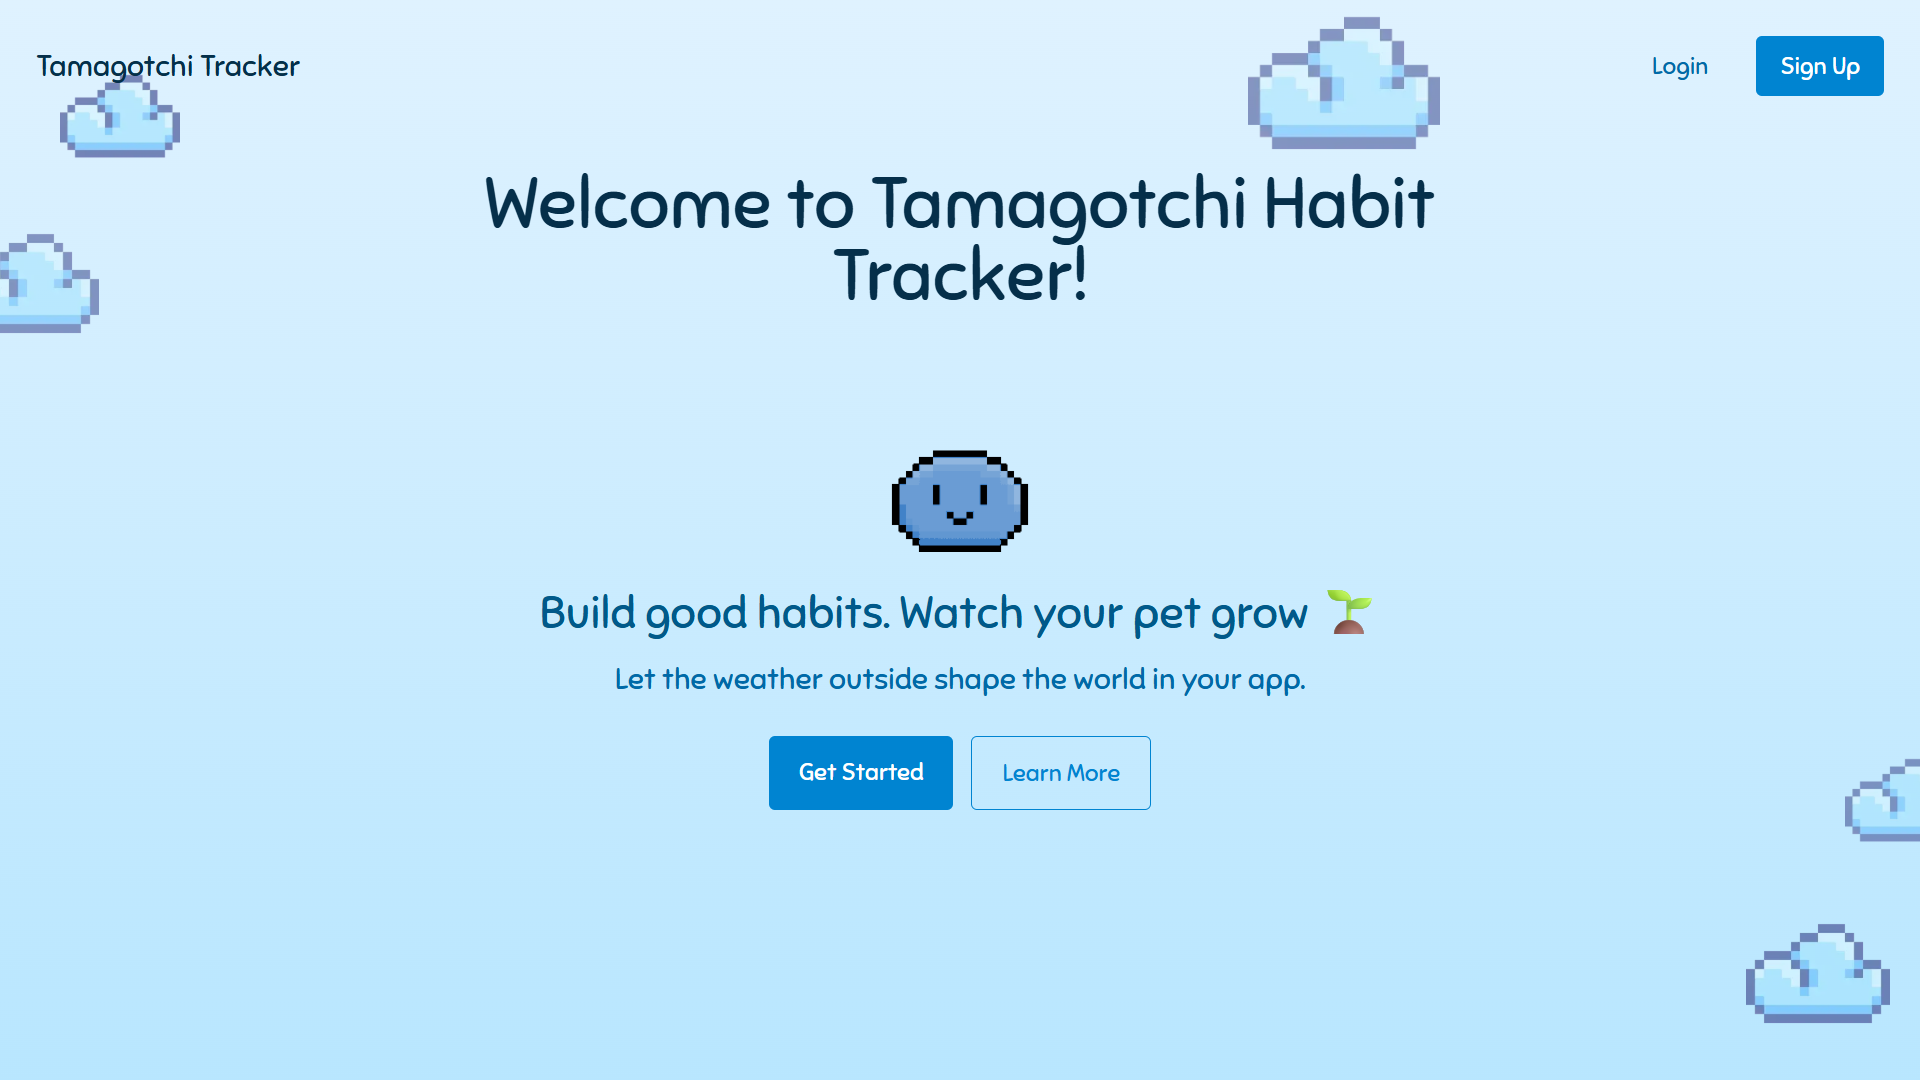 Tamagotchi Tracker
Login
Sign Up
Welcome to Tamagotchi Habit
Tracker!
Build good habits. Watch your pet grow 🌱
Let the weather outside shape the world in your app.
Get Started
Learn More